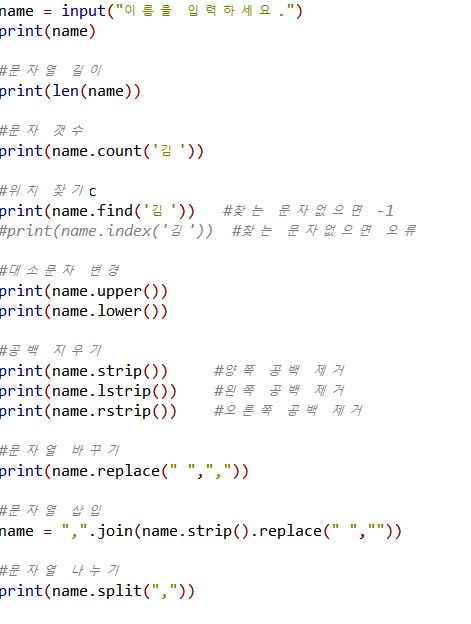 name = input("이름을 입력하세요.")
print(name)
#문자열 길이
print(len(name))
#문자 갯수
print(name.count('김'))
#위치 찾기c
print(name.find('김')) #찾는 문자없으면 -1
#print(name.index('김')) #찾는 문자없으면 오류
#대소문자 변경
print(name.upper())
print(name.lower())
#공백 지우기
print(name.strip()) #양쪽 공백 제거
print(name.lstrip()) #왼쪽 공백 제거
print(name.rstrip()) #오른쪽 공백 제거
#문자열 바꾸기
print(name.replace(" ",","))
#문자열 삽입
name = ",".join(name.strip().replace(" ",""))
#문자열 나누기
print(name.split(","))